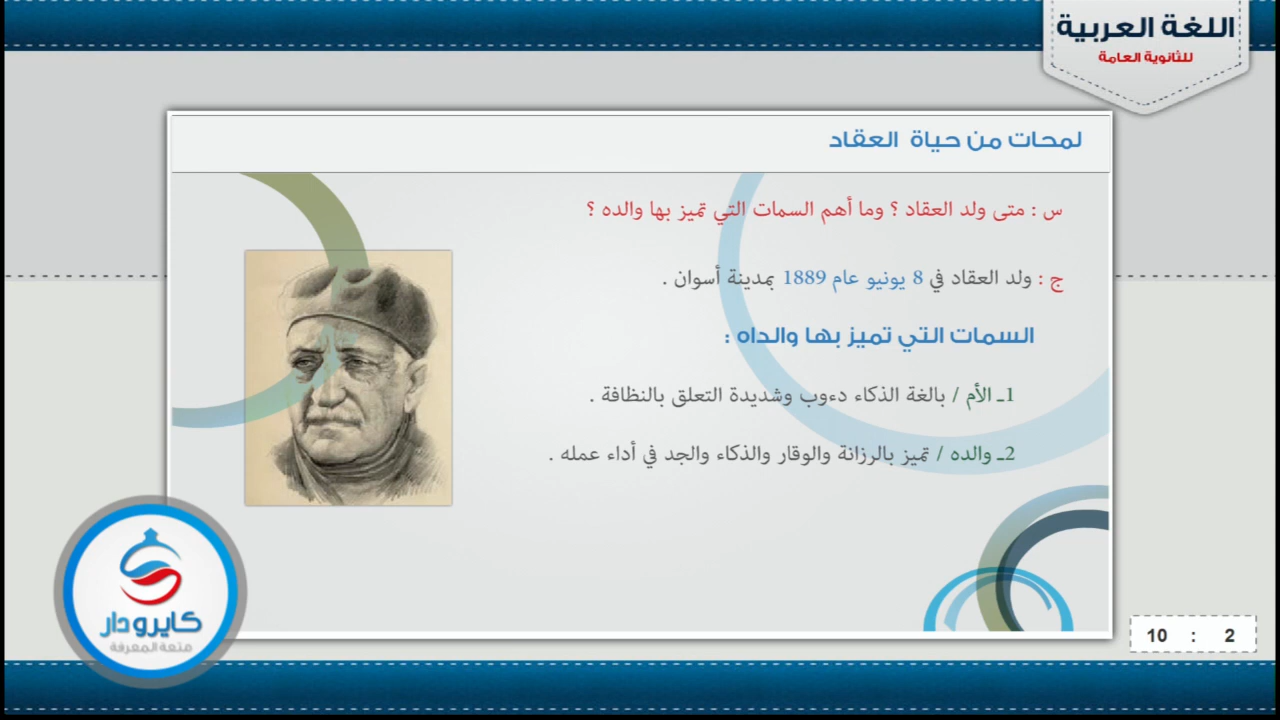 اللغة العربية
للثانوية العامة
لمحات من حياة العقاد
س : متى ولد العقاد ؟ وما أهم السمات التي تميز بها والده ؟
ج : ولد العقاد في 8 يونيو عام 1889 بمدينة أسوان .
السمات التي تميز بها والداه :
1ـ الأم / بالغة الذكاء دءوب وشديدة التعلق بالنظافة .
2ـ والده / تميز بالرزانة والوقار والذكاء والجد في أداء عمله .
كايرودار
متعة المعرفة
10 : 2